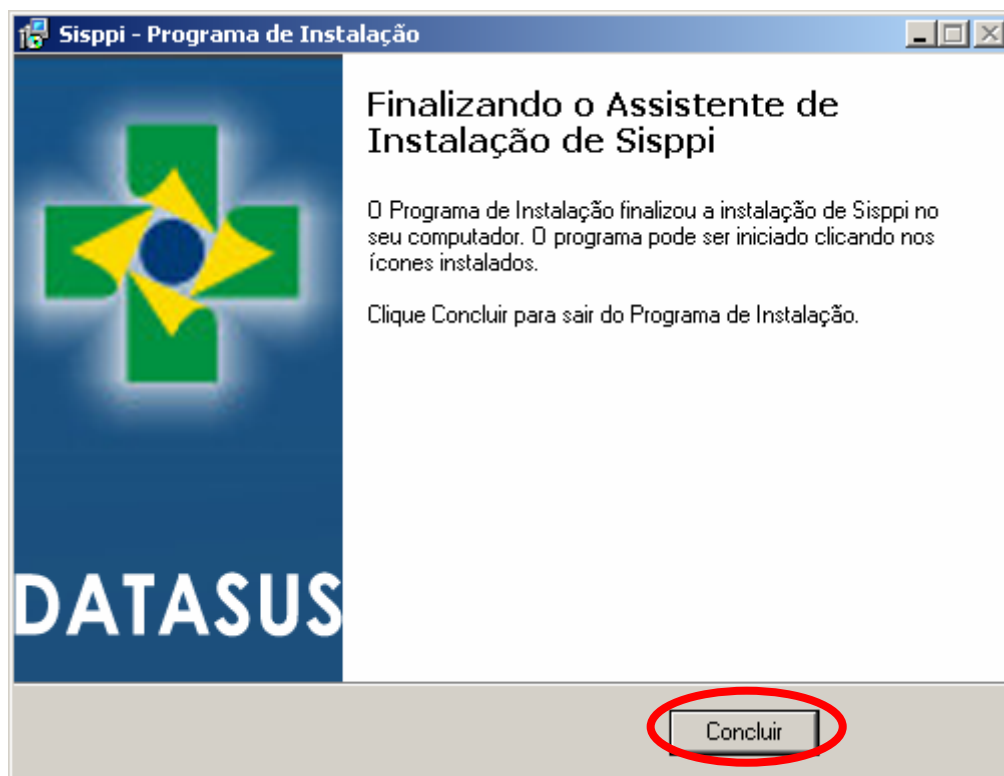 Sisppi - Programa de Instalação
Finalizando o Assistente de
Instalação de Sisppi
O Programa de Instalação finalizou a instalação de Sisppi no
seu computador. O programa pode ser iniciado clicando nos
ícones instalados.
Clique Concluir para sair do Programa de Instalação.
DATASUS
Concluir